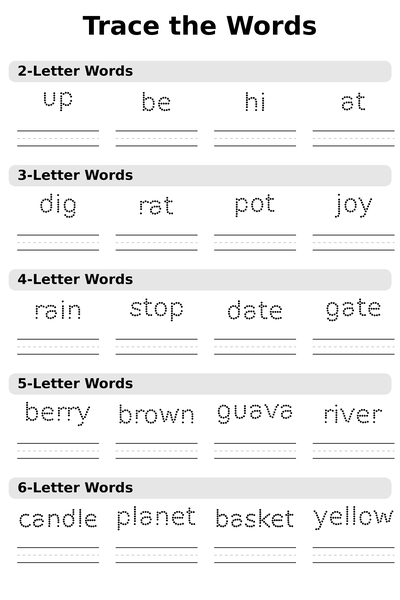 Trace the Words
2-Letter Words
up be hi at
3-Letter Words
dig rat pot joy
4-Letter Words
rain stop date gate
5-Letter Words
berry brown guava river
6-Letter Words
candle planet basket yellow